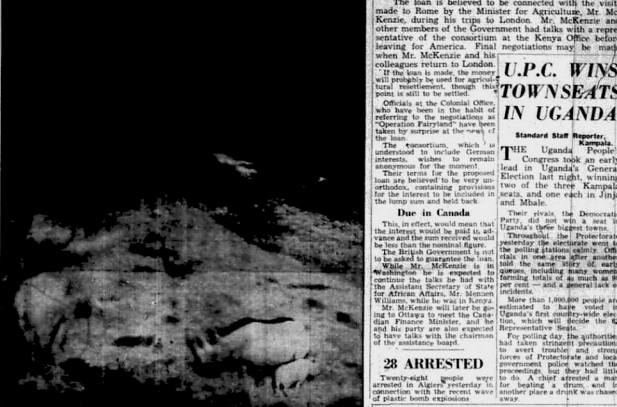 The loan is believed to be connected with the visit
made to Rome by the Minister for Agriculture, Mr. Mc
Kenzie, during his trips to London. Mr. McKenzie and
other members of the Government had talks with a repre
sentative of the consortium at the Kenya Office before
leaving for America. Final negotiations may be made
when Mr. McKenzie and his
colleagues return to London.
If the loan is made, the money
will probably be used for agricul-
tural resettlement, though this
point is still to be settled.
Officials at the Colonial Office,
who have been in the habit of
referring to the negotiations as
"Operation Fairyland" have been
taken by surprise at the news of
the loan.
The consortium, which is
understood to include German
interests, wishes to remain
anonymous for the moment.
Their terms for the proposed
loan are believed to be very un-
orthodox, containing provisions
for the interest to be included in
the lump sum and held back.
Due in Canada
This, in effect, would mean that
the interest would be paid in ad-
vance and the sum received would
be less than the nominal figure.
The British Government is not
to be asked to guarantee the loan.
While Mr. McKenzie is in
Washington he is expected to
continue the talks he had with
the Assistant Secretary of State
for African Affairs, Mr. Mennen
Williams, while he was in Kenya.
Mr. McKenzie will later be go-
ing to Ottawa to meet the Cana-
dian Finance Minister, and he
and his party are also expected
to have talks with the chairman
of the assistance board.
28 ARRESTED
Twenty-eight people were
arrested in Algiers yesterday in
connection with the recent wave
of plastic bomb explosions
U.P.C. WINS
TOWN SEATS
IN UGANDA
Standard Staff Reporter,
Kampala.
THE Uganda People
Congress took an early
lead in Uganda's General
Election last night, winning
two of the three Kampala
seats, and one each in Jinja
and Mbale.
Their rivals, the Democratic
Party, did not win a seat in
Uganda's three biggest towns.
Throughout the Protectorate
yesterday the electorate went to
the polling stations calmly. Offi
cials in one area after another
told the same story of early
queues, including many women
forming totals of as much as 9
per cent — and a general lack of
incidents.
More than 1,000,000 people are
estimated to have voted in
Uganda's first country-wide elec
tion, which will decide the 8
Representative Seats.
For polling day, the authorities
had taken stringent precautions
to avert trouble and strong
forces of Protectorate and local
government police watched the
proceedings, but they had little
to do. A chief arrested a man
for beating a drum, and in
another place a drunk was chased
away.